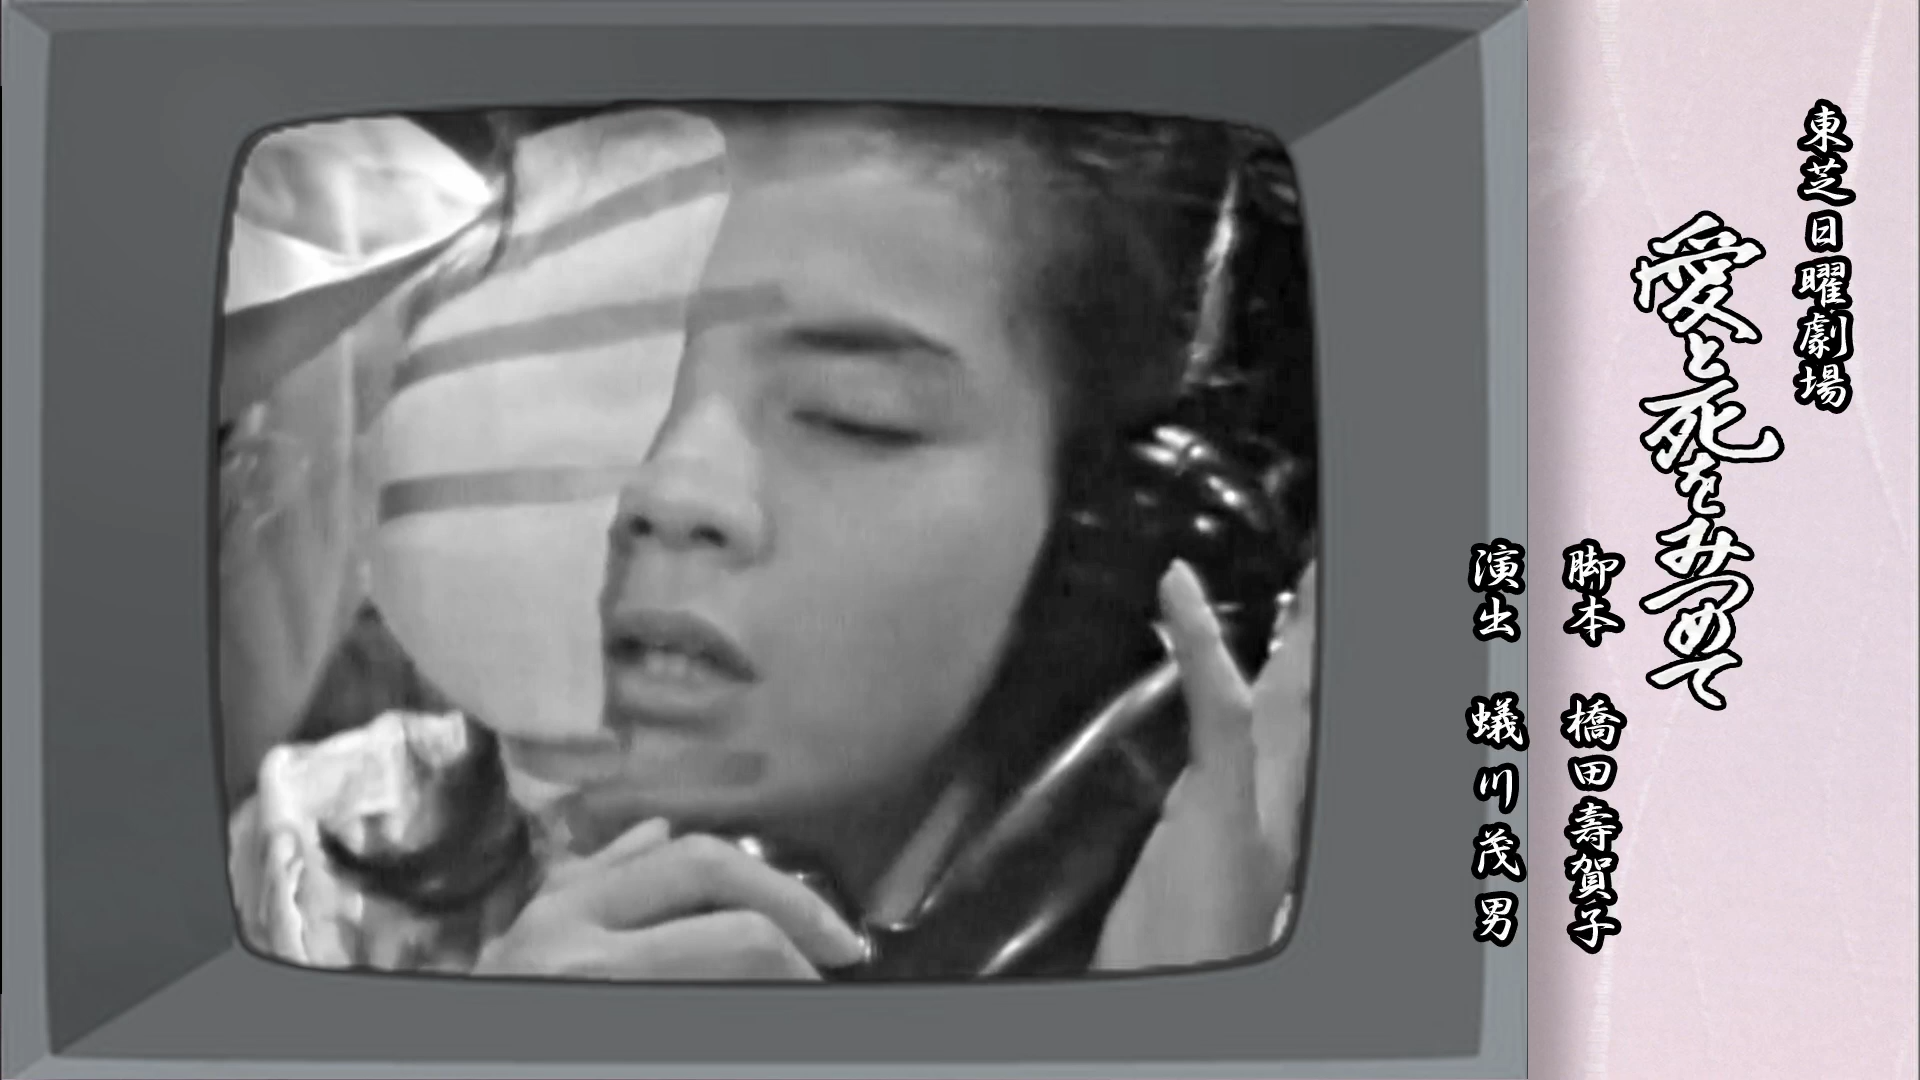 東芝日曜劇場
愛と死をみつめて
脚本 橋田壽賀子
演出 蟻川茂男